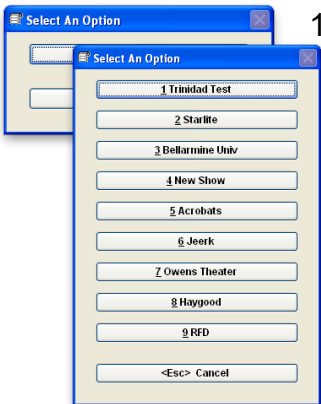 Select An Option
1
Select An Option
1 Trinidad Test
2 Starlite
3 Bellarmine Univ
4 New Show
5 Acrobats
6 Jeerk
7 Owens Theater
8 Haygood
9 RFD
<Esc> Cancel